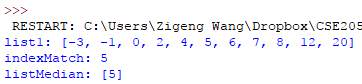 >>>
RESTART: C:\Users\Zigeng Wang\Dropbox\CSE205
list1: [-3, -1, 0, 2, 4, 5, 6, 7, 8, 12, 20]
indexMatch: 5
listMedian: [5]